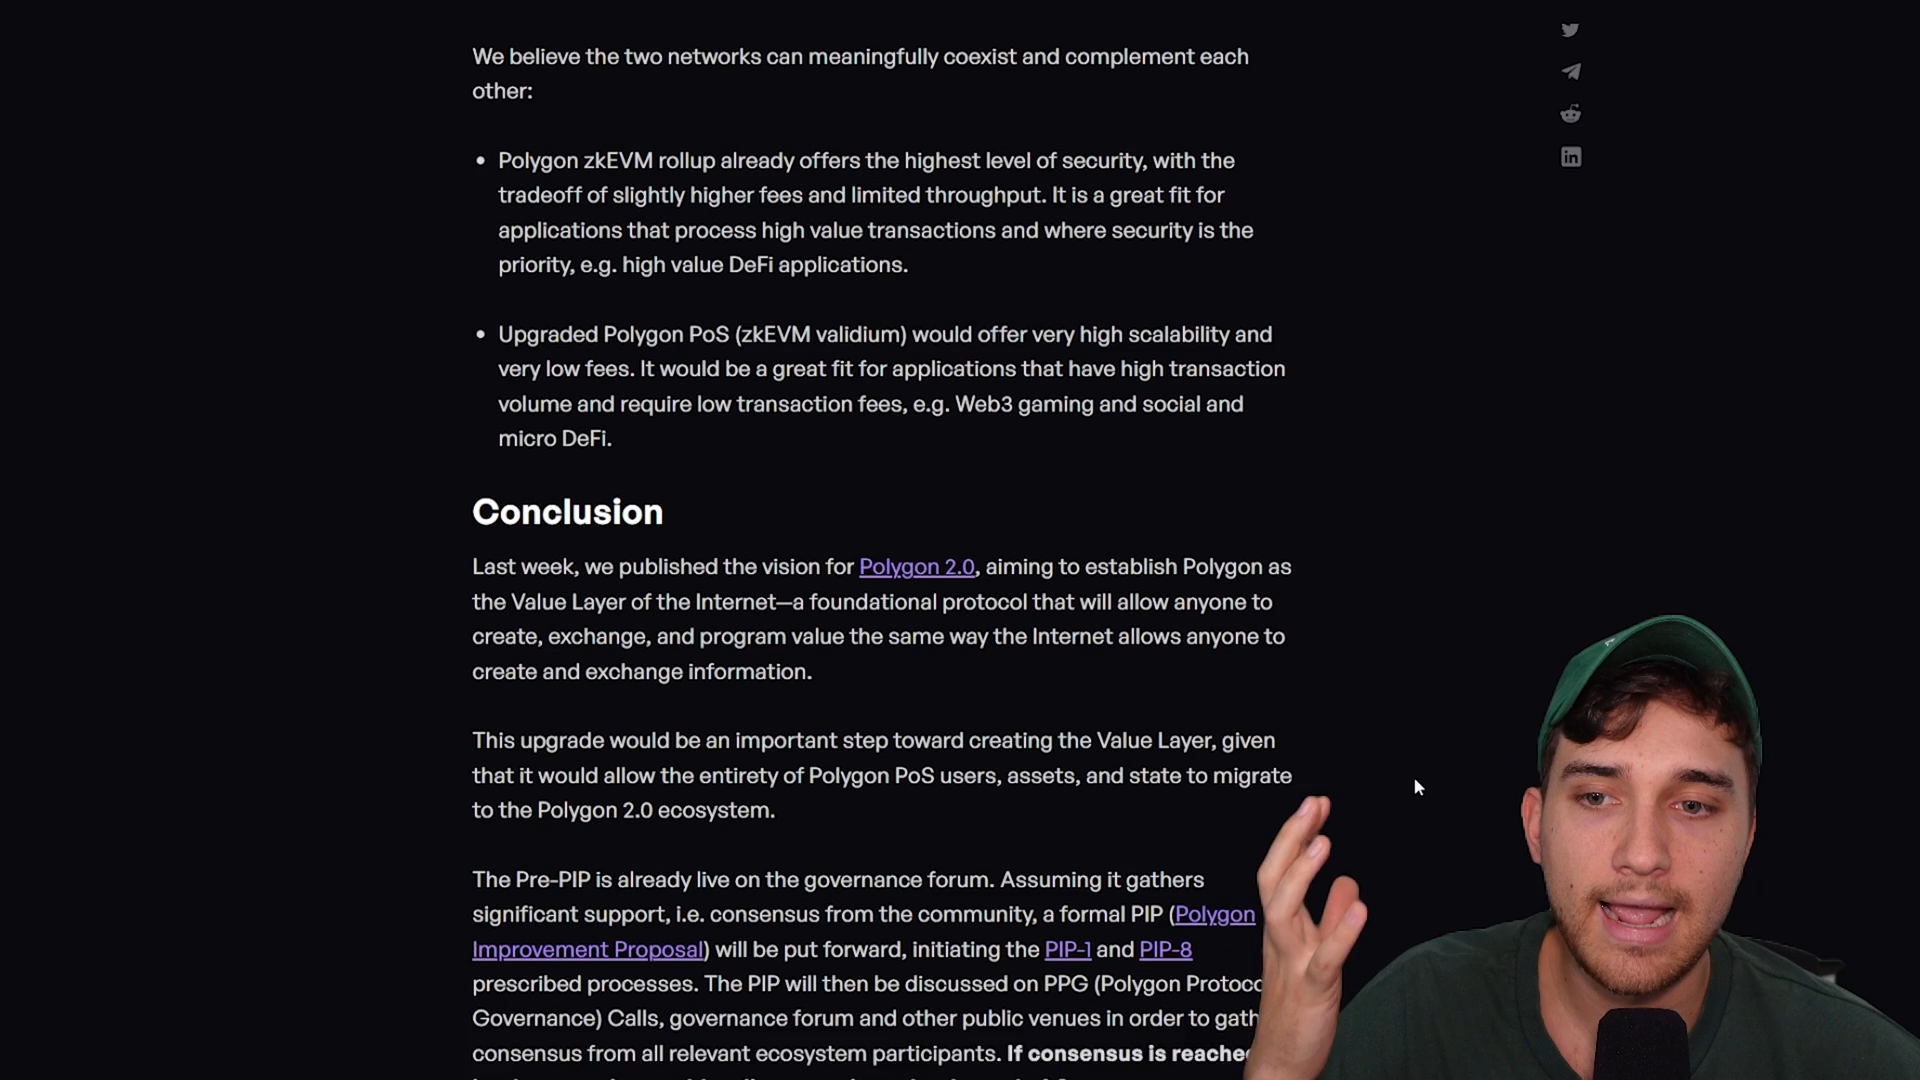 We believe the two networks can meaningfully coexist and complement each
other:
• Polygon zkEVM rollup already offers the highest level of security, with the
tradeoff of slightly higher fees and limited throughput. It is a great fit for
applications that process high value transactions and where security is the
priority, e.g. high value DeFi applications.
• Upgraded Polygon PoS (zkEVM validium) would offer very high scalability and
very low fees. It would be a great fit for applications that have high transaction
volume and require low transaction fees, e.g. Web3 gaming and social and
micro DeFi.
Conclusion
Last week, we published the vision for Polygon 2.0, aiming to establish Polygon as
the Value Layer of the Internet—a foundational protocol that will allow anyone to
create, exchange, and program value the same way the Internet allows anyone to
create and exchange information.
This upgrade would be an important step toward creating the Value Layer, given
that it would allow the entirety of Polygon PoS users, assets, and state to migrate
to the Polygon 2.0 ecosystem.
The Pre-PIP is already live on the governance forum. Assuming it gathers
significant support, i.e. consensus from the community, a formal PIP (Polygon
Improvement Proposal) will be put forward, initiating the PIP-1 and PIP-8
prescribed processes. The PIP will then be discussed on PPG (Polygon Protoco
Governance) Calls, governance forum and other public venues in order to gath
consensus from all relevant ecosystem participants. If consensus is reache